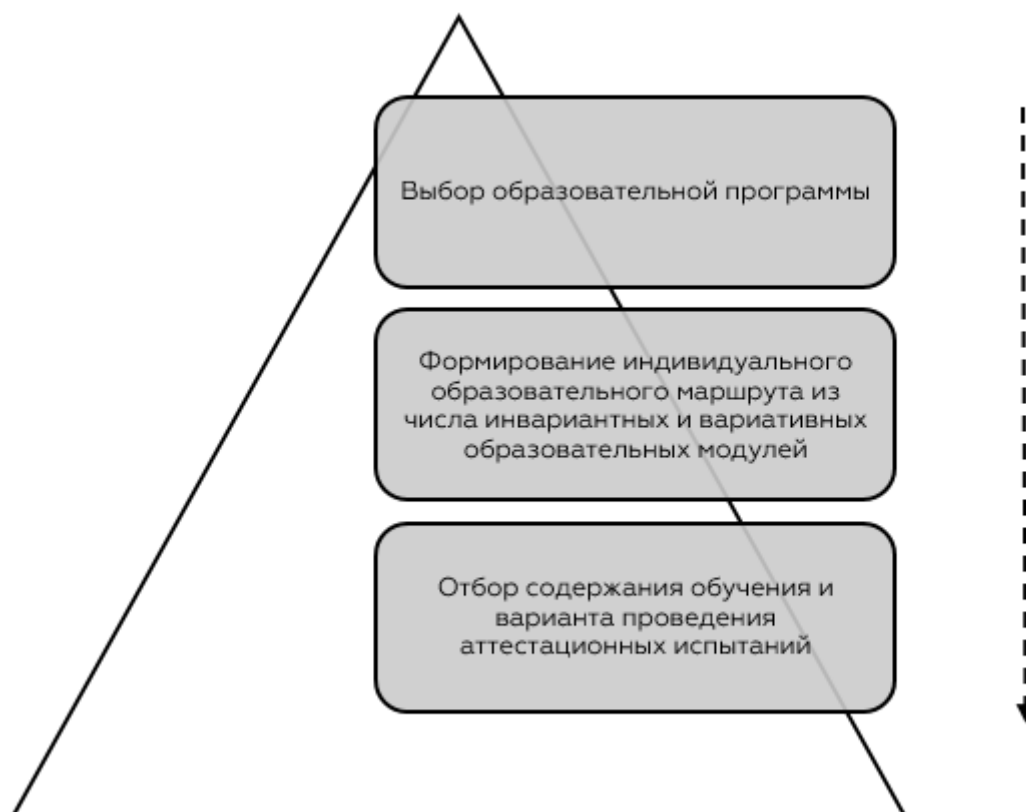 Выбор образовательной программы
Формирование индивидуального
образовательного маршрута из
числа инвариантных и вариативных
образовательных модулей
Отбор содержания обучения и
варианта проведения
аттестационных испытаний